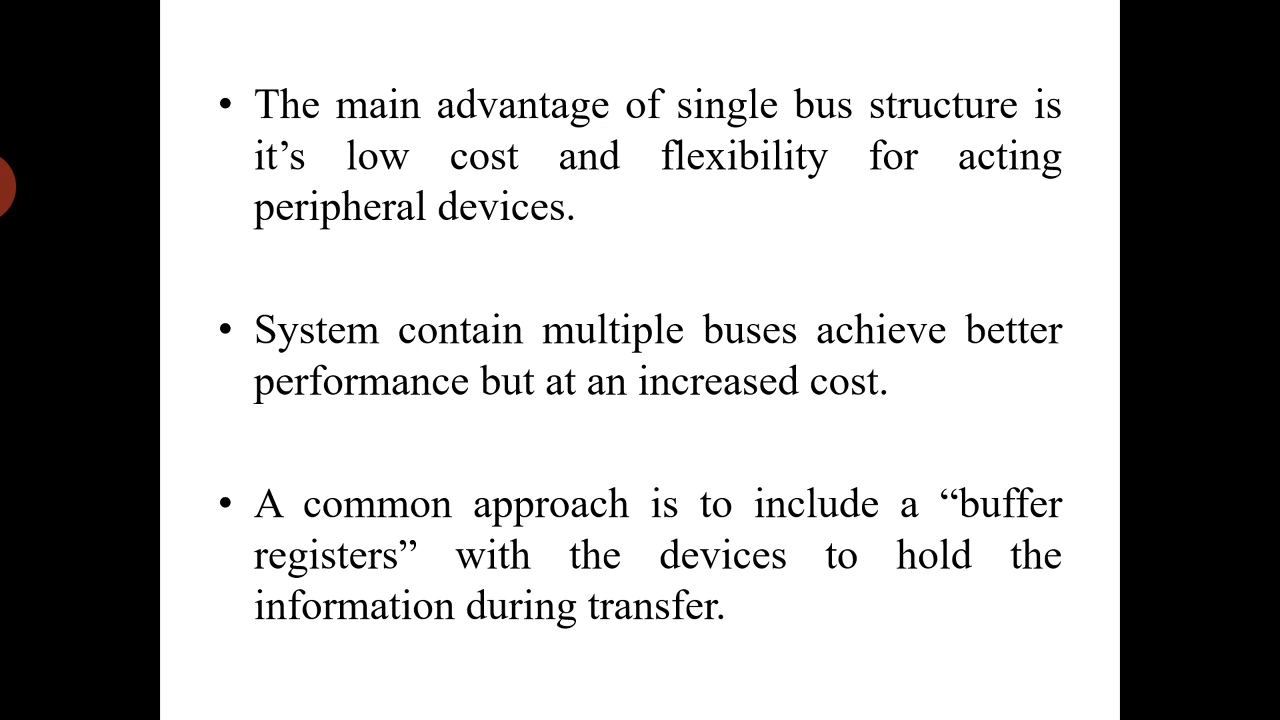 • The main advantage of single bus structure is
it’s low cost and flexibility for acting
peripheral devices.
• System contain multiple buses achieve better
performance but at an increased cost.
• A common approach is to include a “buffer
registers” with the devices to hold the
information during transfer.